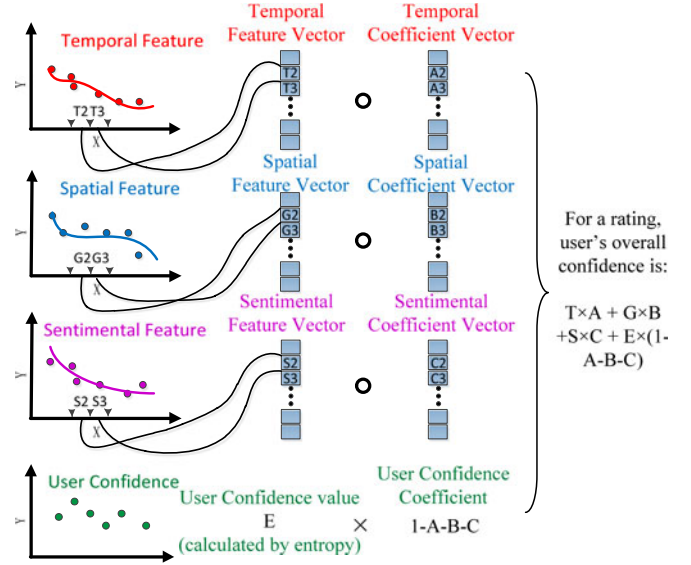 Temporal Feature
Temporal
Feature Vector
Temporal
Coefficient Vector
Y
T2 T3
X
T2
T3
A2
A3
Spatial Feature
Spatial
Feature Vector
Spatial
Coefficient Vector
Y
G2 G3
X
G2
G3
B2
B3
Sentimental Feature
Sentimental
Feature Vector
Sentimental
Coefficient Vector
Y
S2 S3
X
S2
S3
C2
C3
User Confidence
Y
User Confidence value
E
(calculated by entropy)
×
User Confidence
Coefficient
1-A-B-C
For a rating,
user's overall
confidence is:
T×A + G×B
+S×C + E×(1-
A-B-C)